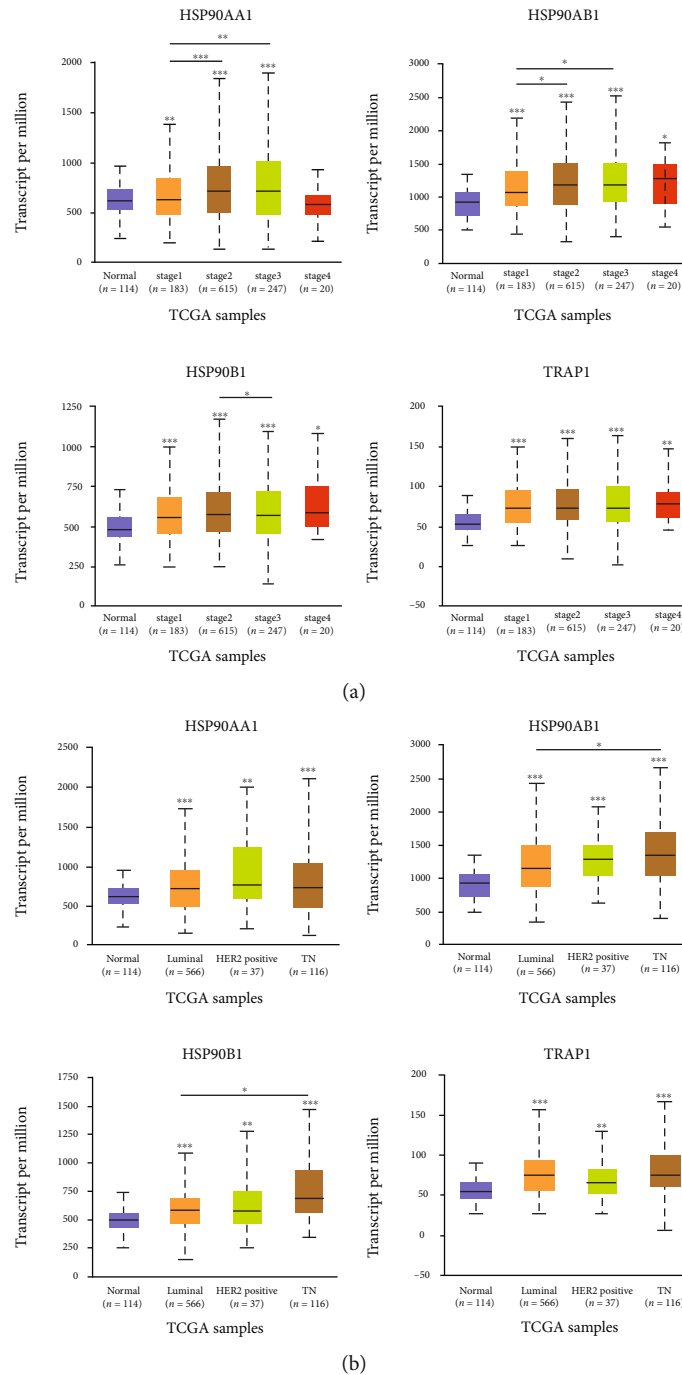 HSP90AA1
Transcript per million
2000
1500
1000
500
0
**
***
**
***
***
Normal stage1 stage2 stage3 stage4
(n = 114) (n = 183) (n = 615) (n = 247) (n = 20)
TCGA samples
HSP90AB1
Transcript per million
3000
2500
2000
1500
1000
500
0
*
*
***
***
***
*
Normal stage1 stage2 stage3 stage4
(n = 114) (n = 183) (n = 615) (n = 247) (n = 20)
TCGA samples
HSP90B1
Transcript per million
1250
1000
750
500
250
0
*
***
***
***
*
Normal stage1 stage2 stage3 stage4
(n = 114) (n = 183) (n = 615) (n = 247) (n = 20)
TCGA samples
TRAP1
Transcript per million
200
150
100
50
0
−50
***
***
***
**
Normal stage1 stage2 stage3 stage4
(n = 114) (n = 183) (n = 615) (n = 247) (n = 20)
TCGA samples
(a)
HSP90AA1
Transcript per million
2500
2000
1500
1000
500
0
***
**
***
Normal Luminal HER2 positive TN
(n = 114) (n = 566) (n = 37) (n = 116)
TCGA samples
HSP90AB1
Transcript per million
3000
2500
2000
1500
1000
500
0
*
***
***
***
Normal Luminal HER2 positive TN
(n = 114) (n = 566) (n = 37) (n = 116)
TCGA samples
HSP90B1
Transcript per million
1750
1500
1250
1000
750
500
250
0
*
***
**
***
Normal Luminal HER2 positive TN
(n = 114) (n = 566) (n = 37) (n = 116)
TCGA samples
TRAP1
Transcript per million
200
150
100
50
0
−50
***
**
***
Normal Luminal HER2 positive TN
(n = 114) (n = 566) (n = 37) (n = 116)
TCGA samples
(b)